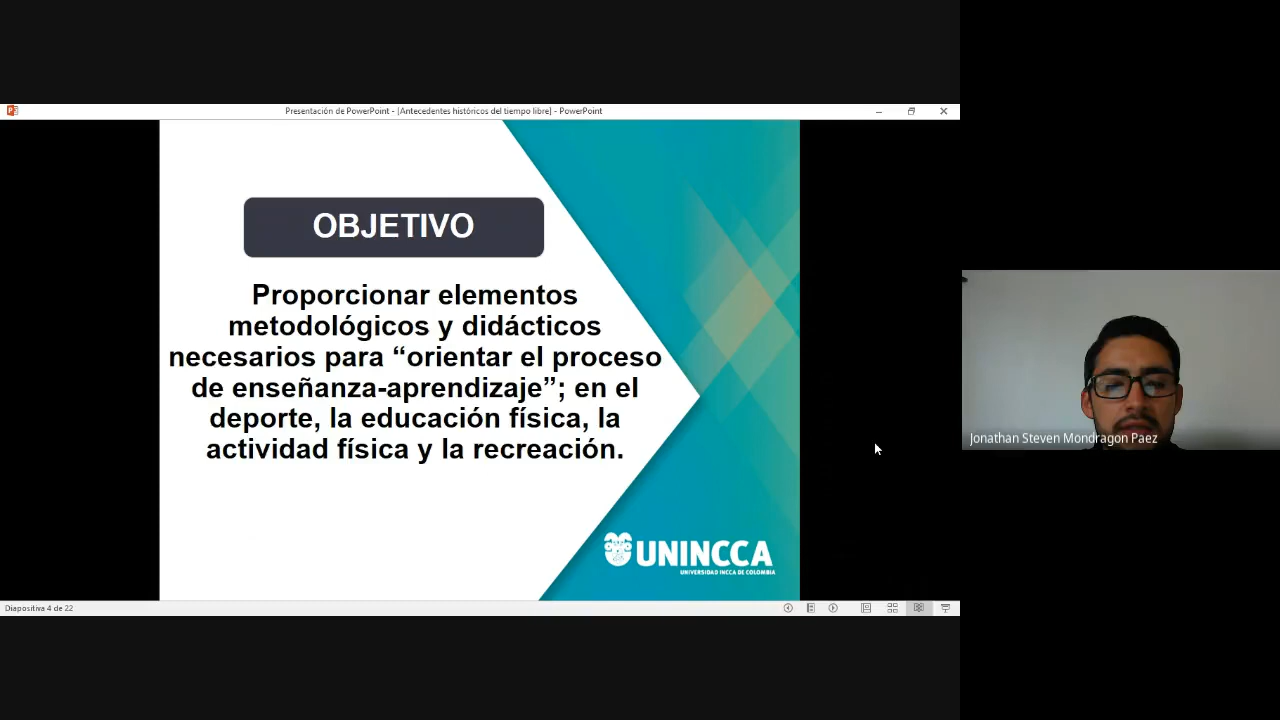 Presentación de PowerPoint - [Antecedentes históricos del tiempo libre] - PowerPoint
OBJETIVO
Proporcionar elementos
metodológicos y didácticos
necesarios para “orientar el proceso
de enseñanza-aprendizaje”; en el
deporte, la educación física, la
actividad física y la recreación.
UNINCCA
UNIVERSIDAD INCCA DE COLOMBIA
Diapositiva 4 de 22
Jonathan Steven Mondragon Paez